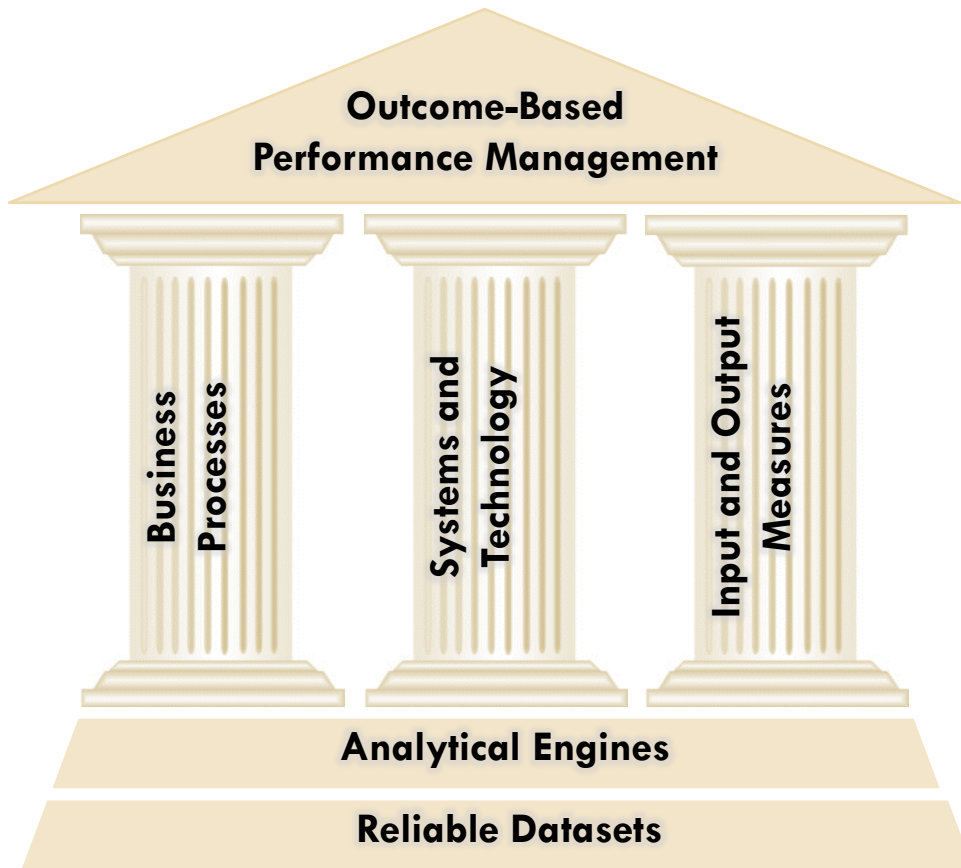 Outcome-Based
Performance Management
Business
Processes
Systems and
Technology
Input and Output
Measures
Analytical Engines
Reliable Datasets